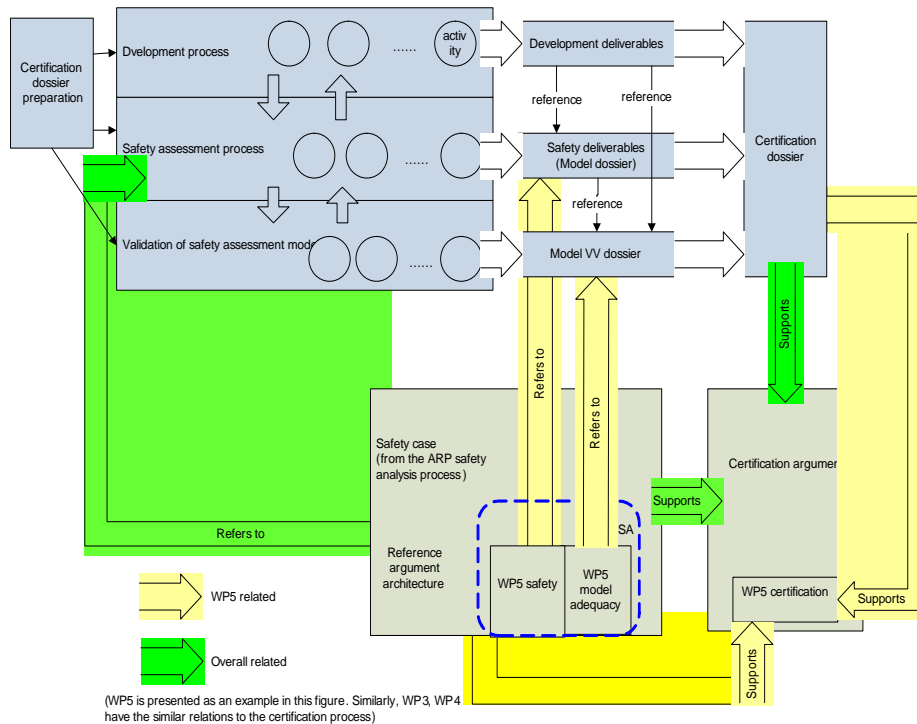 Certification
dossier
preparation
Dvelopment process
......
activ
ity
Development deliverables
reference
reference
Safety assessment process
......
Safety deliverables
(Model dossier)
reference
Certification
dossier
Validation of safety assessment mode
......
Model VV dossier
Supports
Refers to
Refers to
Safety case
(from the ARP safety
analysis process)
Certification argumen
Supports
SA
Refers to
Reference
argument
architecture
WP5 safety
WP5
model
adequacy
WP5 certification
Supports
WP5 related
Supports
Overall related
(WP5 is presented as an example in this figure. Similarly, WP3, WP4
have the similar relations to the certification process)